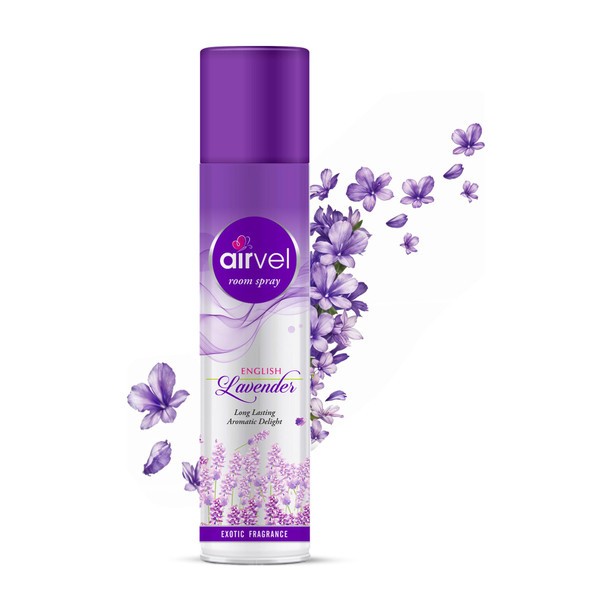 airvel
room spray
ENGLISH
Lavender
Long Lasting
Aromatic Delight
EXOTIC FRAGRANCE